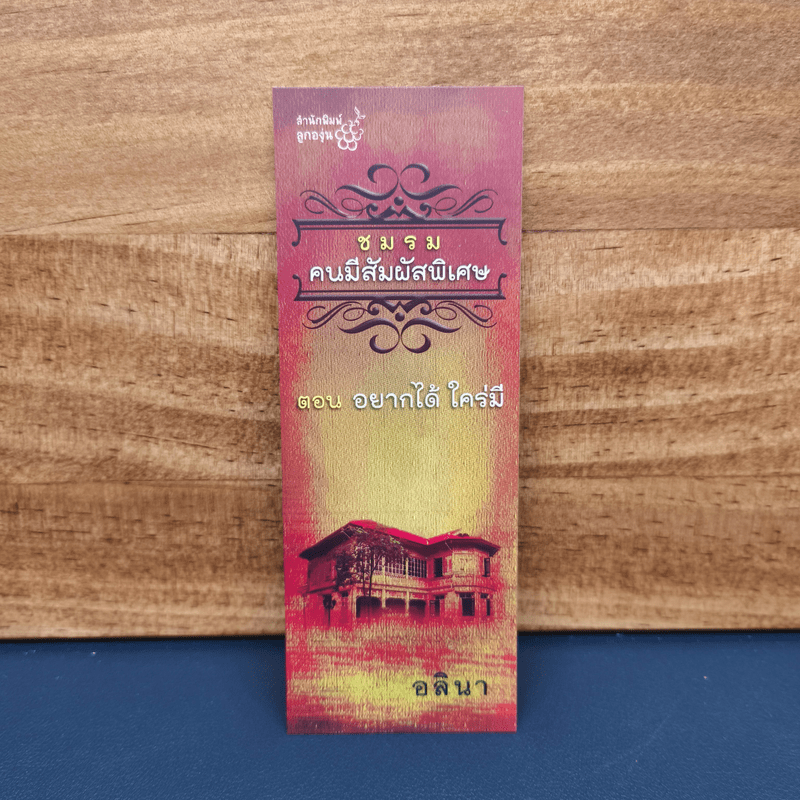 สำนักพิมพ์
ลูกองุ่น
ชมรม
คนมีสัมผัสพิเศษ
ตอน อยากได้ ใคร่มี
อลินา